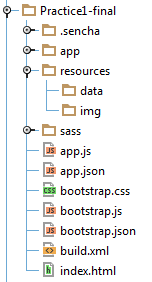 Practice1-final
.sencha
app
resources
data
img
sass
app.js
app.json
bootstrap.css
bootstrap.js
bootstrap.json
build.xml
index.html